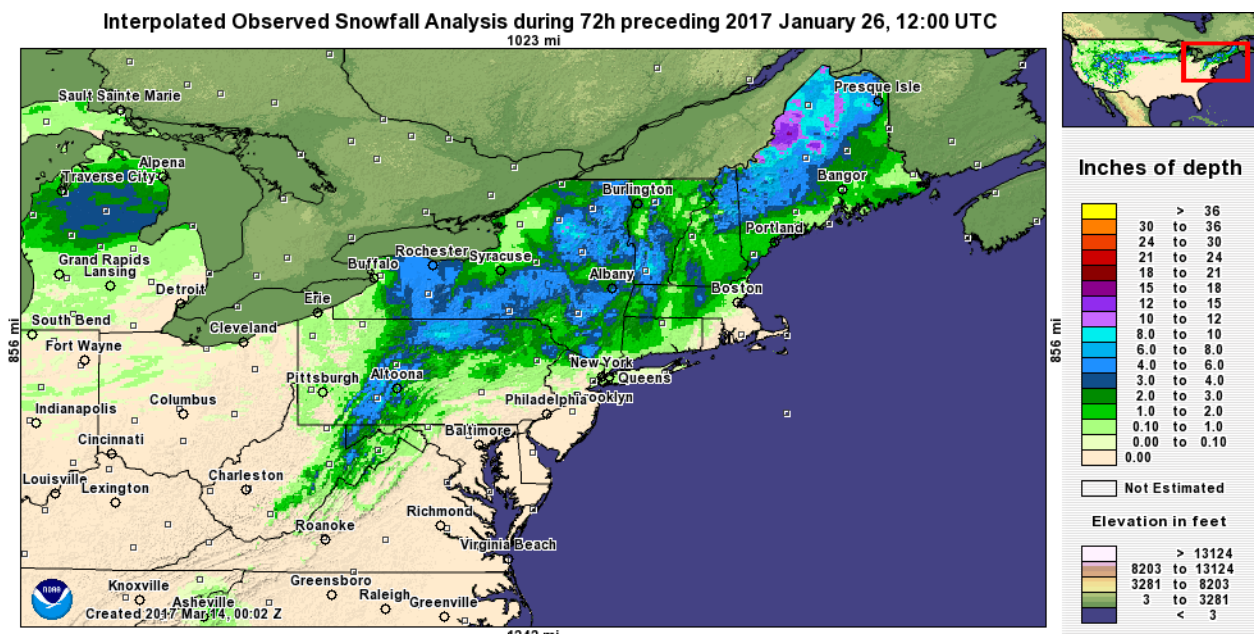 Interpolated Observed Snowfall Analysis during 72h preceding 2017 January 26, 12:00 UTC
1023 mi
856 mi
856 mi
Sault Sainte Marie
Presque Isle
Alpena
Traverse City
Bangor
Burlington
Portland
Rochester
Syracuse
Grand Rapids
Lansing
Buffalo
Albany
Detroit
Boston
Erie
South Bend
Cleveland
Fort Wayne
New York
Queens
Pittsburgh
Altoona
Brooklyn
Indianapolis
Columbus
Philadelphia
Cincinnati
Baltimore
Louisville
Lexington
Charleston
Roanoke
Richmond
Virginia Beach
Knoxville
Greensboro
Raleigh
Asheville
Greenville
NOAA
Created 2017 Mar 14, 00:02 Z
Inches of depth
> 36
30 to 36
24 to 30
21 to 24
18 to 21
15 to 18
12 to 15
10 to 12
8.0 to 10
6.0 to 8.0
4.0 to 6.0
3.0 to 4.0
2.0 to 3.0
1.0 to 2.0
0.10 to 1.0
0.00 to 0.10
0.00
Not Estimated
Elevation in feet
> 13124
8203 to 13124
3281 to 8203
3 to 3281
< 3